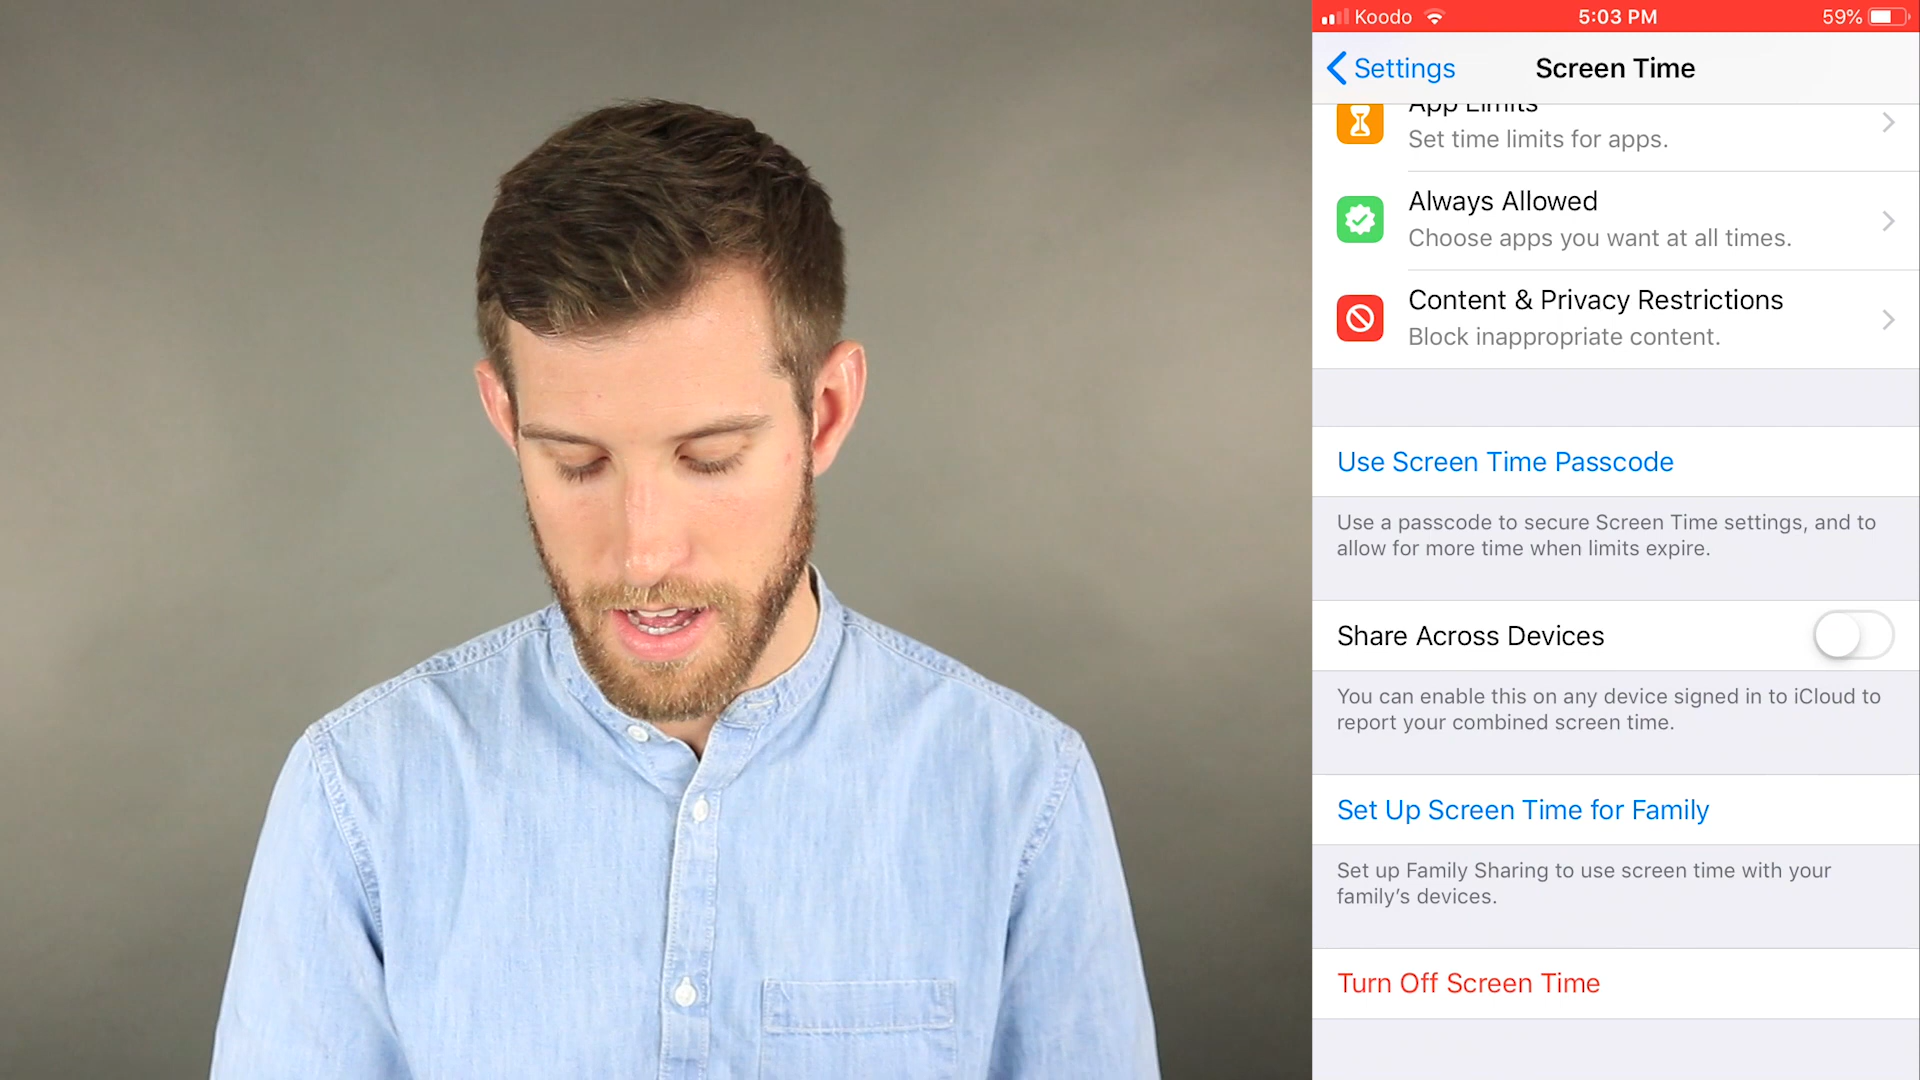 Koodo
5:03 PM
59%
Settings
Screen Time
App Limits
Set time limits for apps.
Always Allowed
Choose apps you want at all times.
Content & Privacy Restrictions
Block inappropriate content.
Use Screen Time Passcode
Use a passcode to secure Screen Time settings, and to
allow for more time when limits expire.
Share Across Devices
You can enable this on any device signed in to iCloud to
report your combined screen time.
Set Up Screen Time for Family
Set up Family Sharing to use screen time with your
family’s devices.
Turn Off Screen Time